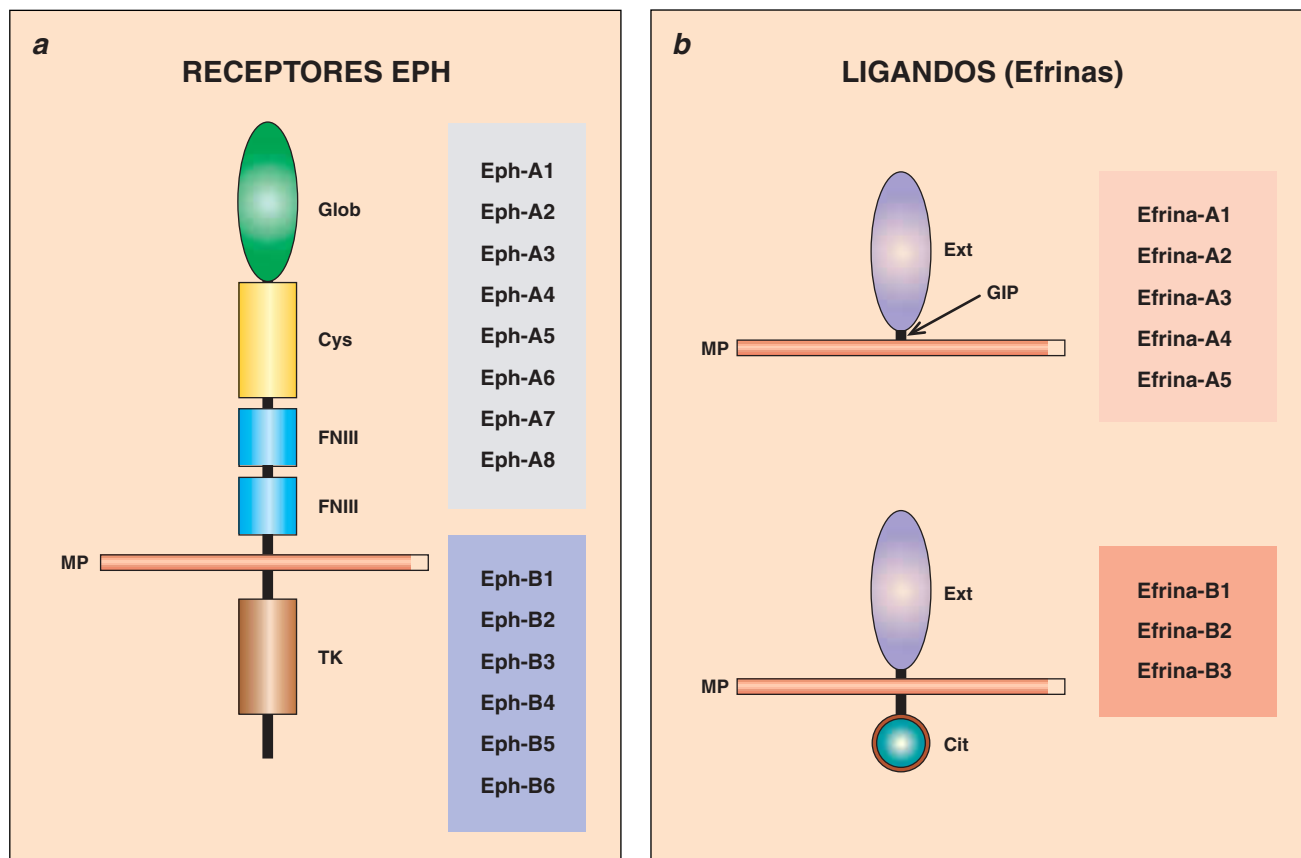 a
RECEPTORES EPH
Glob
Cys
FNIII
FNIII
MP
TK
Eph-A1
Eph-A2
Eph-A3
Eph-A4
Eph-A5
Eph-A6
Eph-A7
Eph-A8
Eph-B1
Eph-B2
Eph-B3
Eph-B4
Eph-B5
Eph-B6
b
LIGANDOS (Efrinas)
Ext
GIP
MP
Efrina-A1
Efrina-A2
Efrina-A3
Efrina-A4
Efrina-A5
Ext
MP
Cit
Efrina-B1
Efrina-B2
Efrina-B3